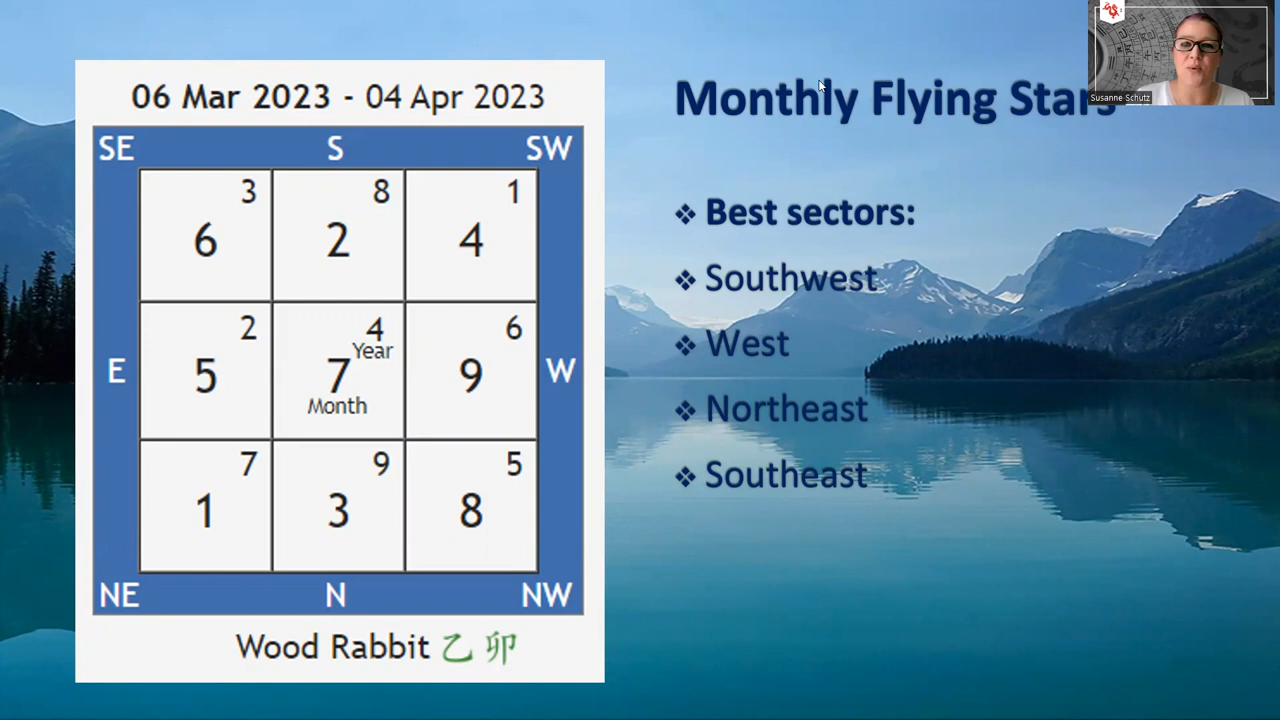 06 Mar 2023 - 04 Apr 2023
SE S SW
3 8 1
6 2 4
E 2 4 6 W
Year
5 7 9
Month
7 9 5
1 3 8
NE N NW
Wood Rabbit 乙卯
Monthly Flying Stars
❖ Best sectors:
❖ Southwest
❖ West
❖ Northeast
❖ Southeast
Susanne Schutz